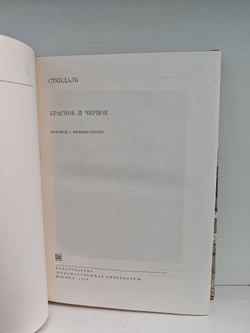 СТЕНДАЛЬ
КРАСНОЕ И ЧЕРНОЕ
ПЕРЕВОД С ФРАНЦУЗСКОГО
ИЗДАТЕЛЬСТВО
«ХУДОЖЕСТВЕННАЯ ЛИТЕРАТУРА»
МОСКВА